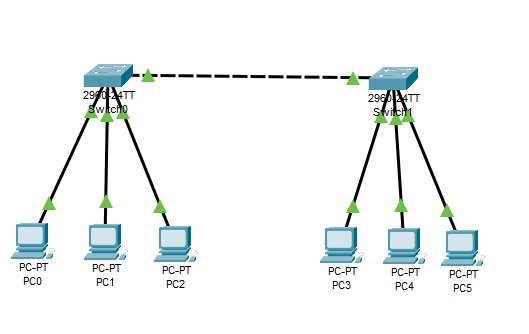 2960-24TT
Switch0
2960-24TT
Switch1
PC-PT
PC0
PC-PT
PC1
PC-PT
PC2
PC-PT
PC3
PC-PT
PC4
PC-PT
PC5